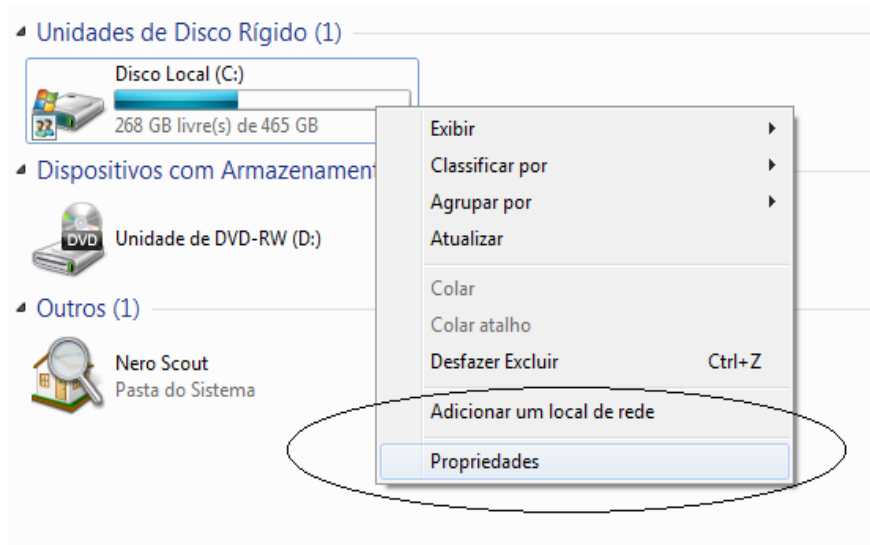 Unidades de Disco Rígido (1)
Disco Local (C:)
268 GB livre(s) de 465 GB
Dispositivos com Armazenament
DVD
Unidade de DVD-RW (D:)
Outros (1)
Nero Scout
Pasta do Sistema
Exibir
Classificar por
Agrupar por
Atualizar
Colar
Colar atalho
Desfazer Excluir Ctrl+Z
Adicionar um local de rede
Propriedades